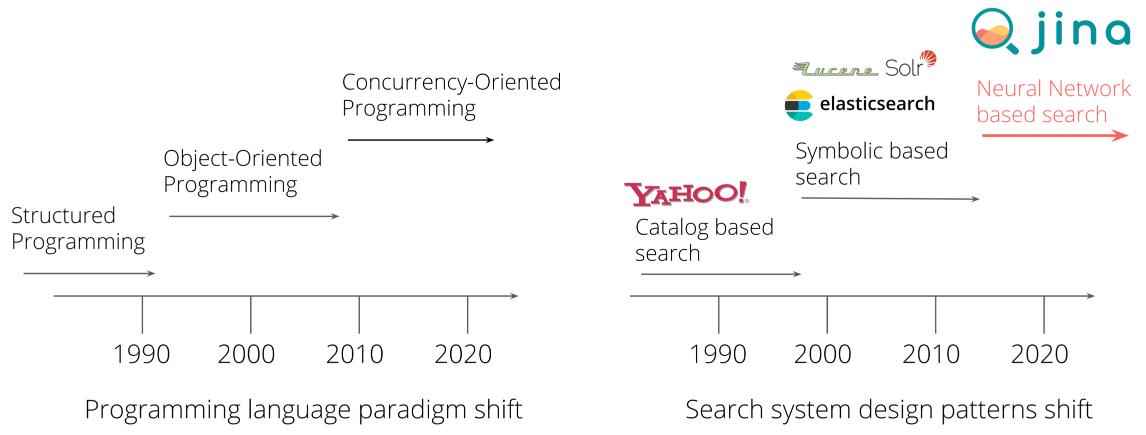 Concurrency-Oriented
Programming
Object-Oriented
Programming
Structured
Programming
1990
2000
2010
2020
Programming language paradigm shift
jina
Neural Network
based search
Lucene
Solr
elasticsearch
Symbolic based
search
YAHOO!
Catalog based
search
1990
2000
2010
2020
Search system design patterns shift